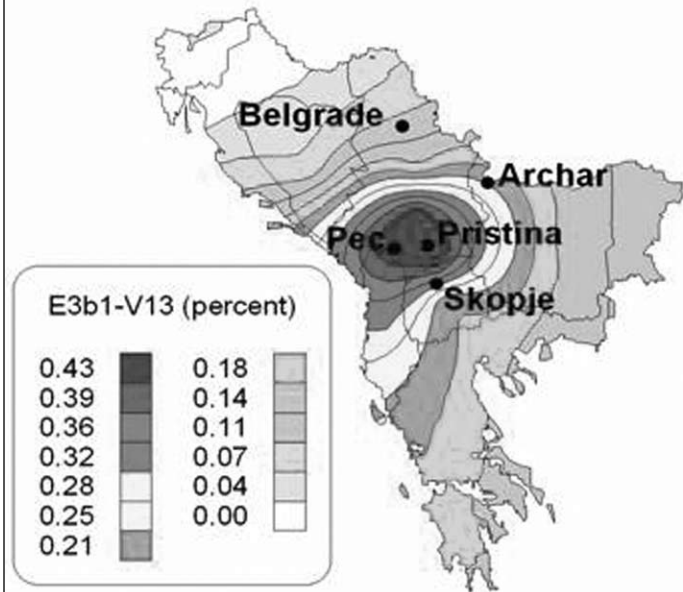 Belgrade
Archar
Pec
Pristina
Skopje
E3b1-V13 (percent)
0.43 0.18
0.39 0.14
0.36 0.11
0.32 0.07
0.28 0.04
0.25 0.00
0.21